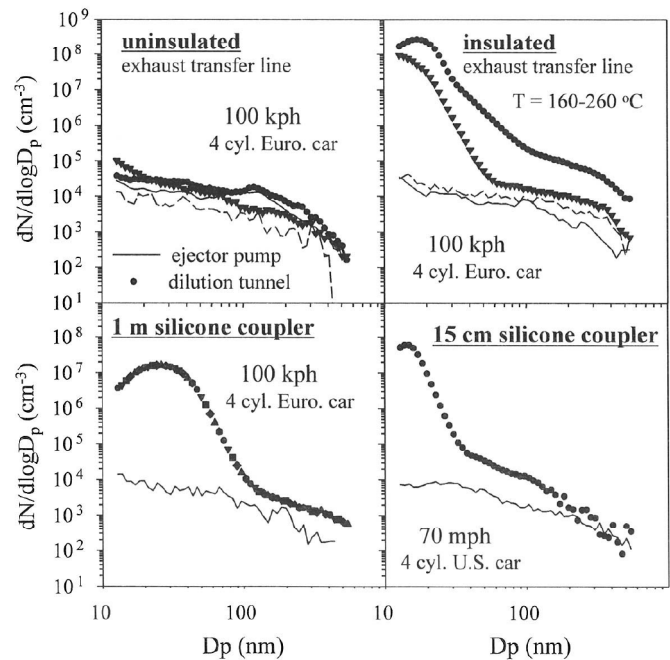 uninsulated
exhaust transfer line
100 kph
4 cyl. Euro. car
ejector pump
dilution tunnel
10⁹
10⁸
10⁷
10⁶
10⁵
10⁴
10³
10²
10¹
dN/dlogDₚ (cm⁻³)
insulated
exhaust transfer line
T = 160-260 ᵒC
100 kph
4 cyl. Euro. car
1 m silicone coupler
100 kph
4 cyl. Euro. car
10⁸
10⁷
10⁶
10⁵
10⁴
10³
10²
10¹
dN/dlogDₚ (cm⁻³)
10
100
Dp (nm)
15 cm silicone coupler
70 mph
4 cyl. U.S. car
10
100
1000
Dp (nm)